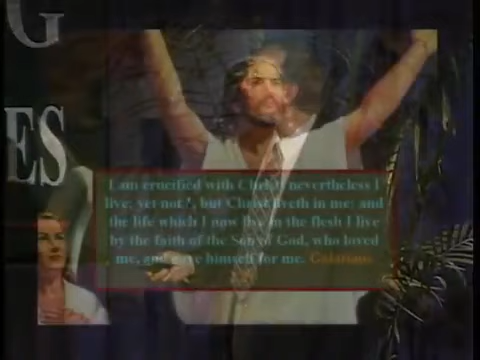 G
ES
I am crucified with Christ: nevertheless I
live; yet not I, but Christ liveth in me: and
the life which I now live in the flesh I live
by the faith of the Son of God, who loved
me, and gave himself for me. Galatians